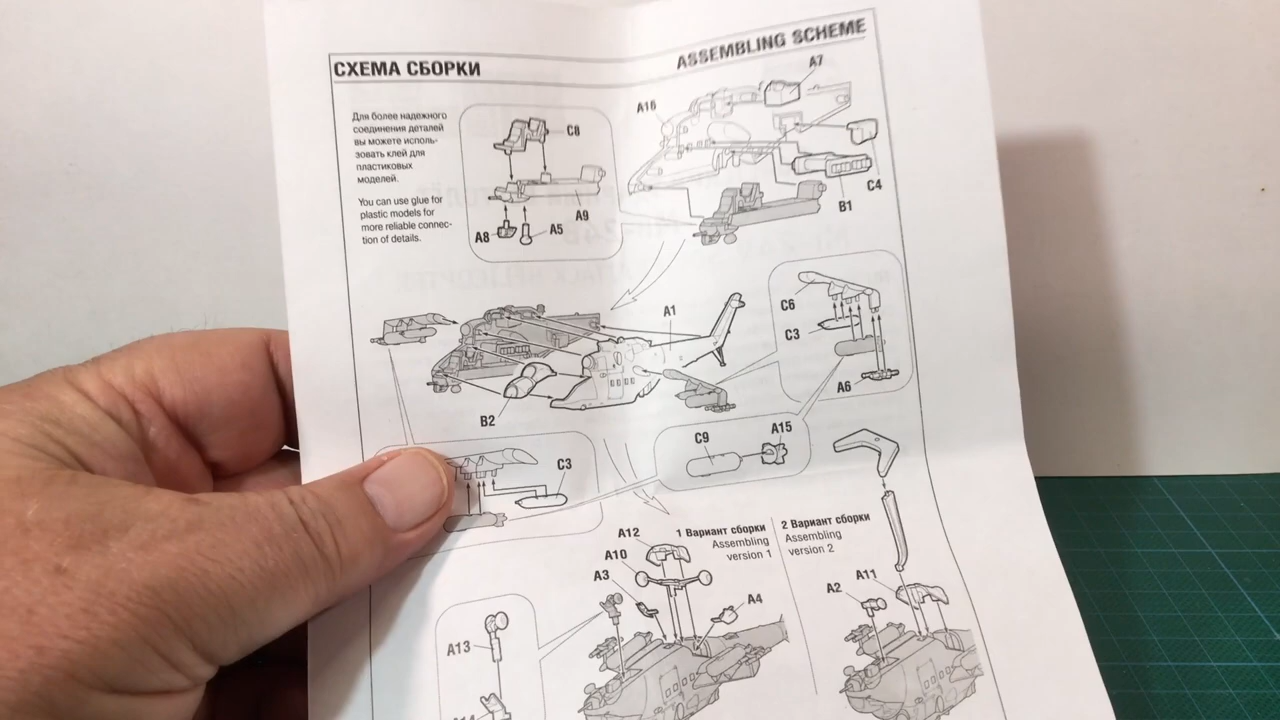 СХЕМА СБОРКИ
ASSEMBLING SCHEME
Для более надежного
соединения деталей
вы можете исполь-
зовать клей для
пластиковых
моделей.
You can use glue for
plastic models for
more reliable connec-
tion of details.
C8
A9
A8
A5
A7
A16
C4
B1
A1
B2
C6
C3
A6
C9
A15
C3
1 Вариант сборки
Assembling
version 1
2 Вариант сборки
Assembling
version 2
A12
A10
A3
A4
A11
A2
A13